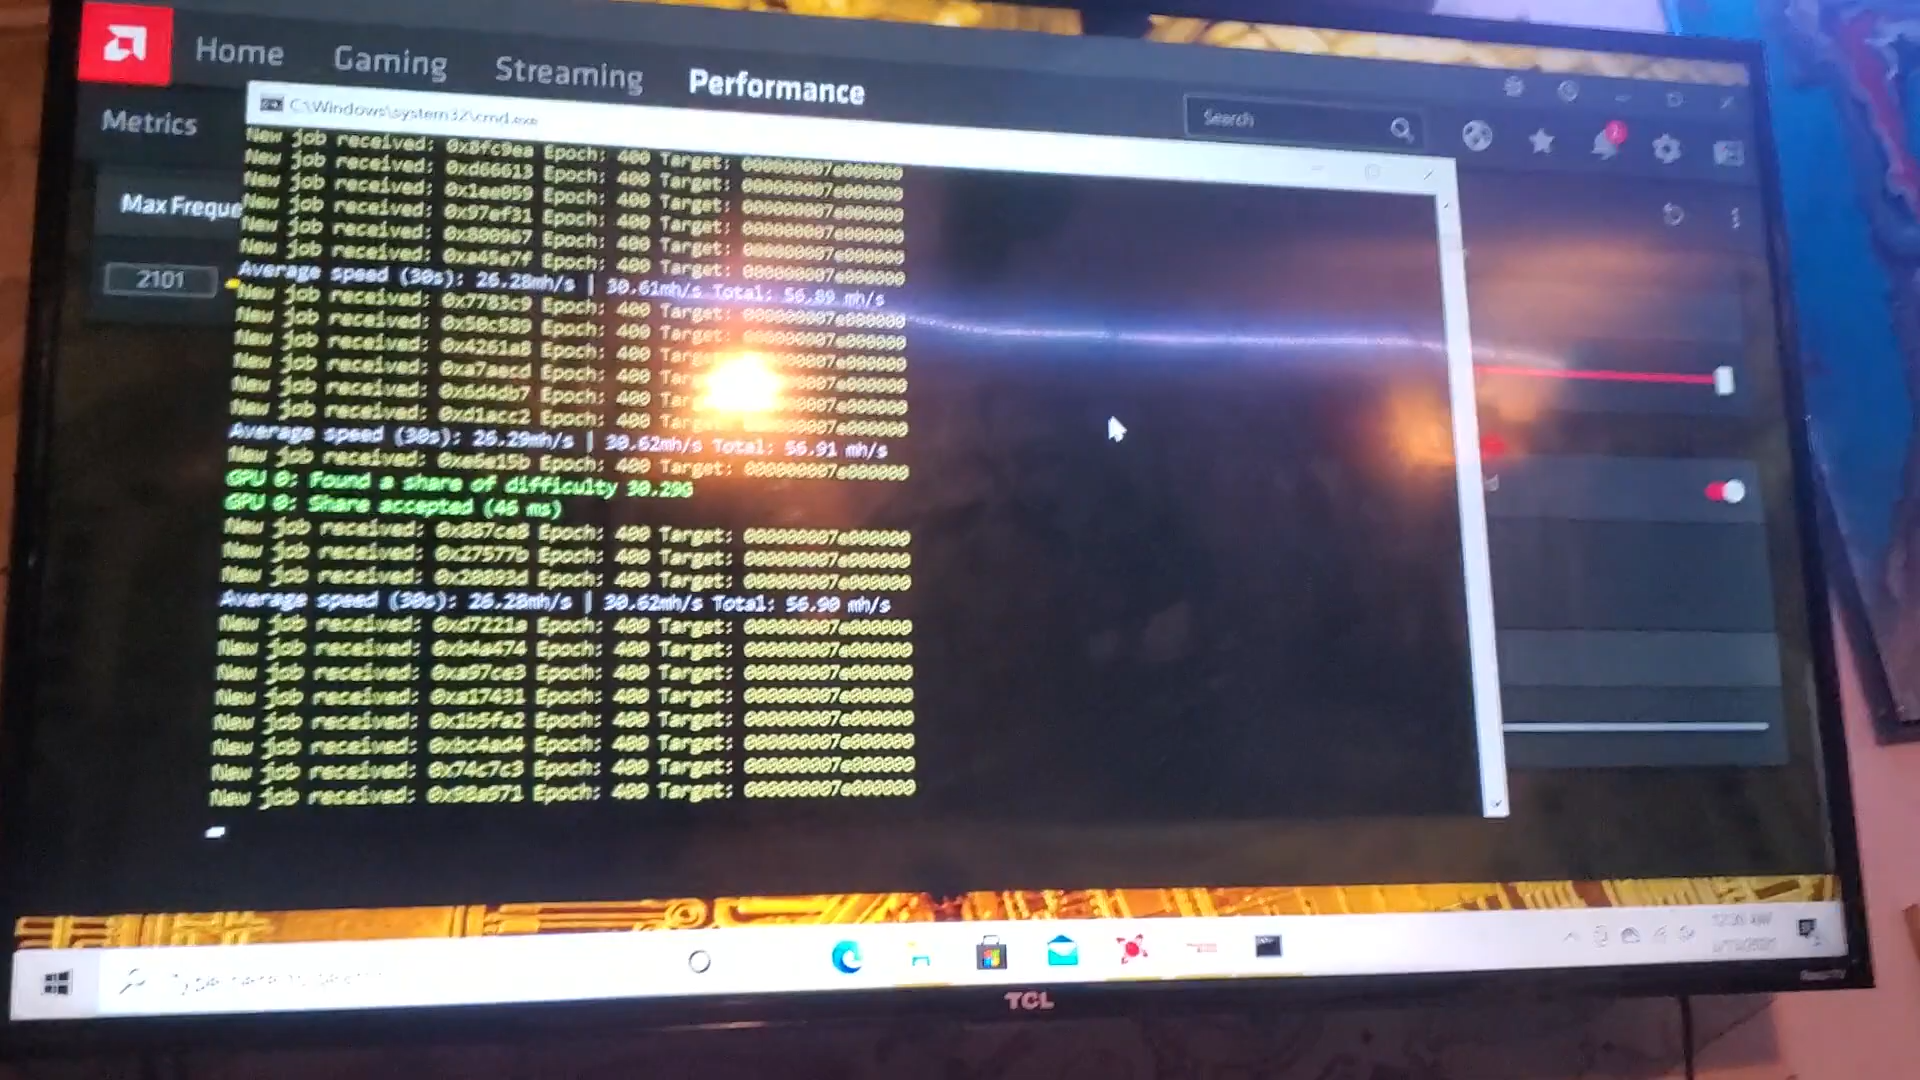 Home Gaming Streaming Performance
Metrics
Search
2
C:\Windows\system32\cmd.exe
Max Freque
2101
New job received: 0x8fc9ea Epoch: 400 Target: 000000007e000000
New job received: 0xd66613 Epoch: 400 Target: 000000007e000000
New job received: 0x1ee059 Epoch: 400 Target: 000000007e000000
New job received: 0x97ef31 Epoch: 400 Target: 000000007e000000
New job received: 0x800967 Epoch: 400 Target: 000000007e000000
New job received: 0xa45e7f Epoch: 400 Target: 000000007e000000
Average speed (30s): 26.28mh/s | 30.61mh/s Total: 56.89 mh/s
New job received: 0x7783c9 Epoch: 400 Target: 000000007e000000
New job received: 0x50c589 Epoch: 400 Target: 000000007e000000
New job received: 0x4261a8 Epoch: 400
New job received: 0xa7aecd Epoch: 400
New job received: 0x6d4db7 Epoch: 400
New job received: 0xd1acc2 Epoch: 400 Target: 000000007e000000
Average speed (30s): 26.29mh/s | 30.62mh/s Total: 56.91 mh/s
New job received: 0xe6e15b Epoch: 400 Target: 000000007e000000
GPU 0: Found a share of difficulty 30.29G
GPU 0: Share accepted (46 ms)
New job received: 0x887ce8 Epoch: 400 Target: 000000007e000000
New job received: 0x27577b Epoch: 400 Target: 000000007e000000
New job received: 0x20893d Epoch: 400 Target: 000000007e000000
Average speed (30s): 26.28mh/s | 30.62mh/s Total: 56.90 mh/s
New job received: 0xd7221a Epoch: 400 Target: 000000007e000000
New job received: 0xb4a474 Epoch: 400 Target: 000000007e000000
New job received: 0xa97ce3 Epoch: 400 Target: 000000007e000000
New job received: 0xa17431 Epoch: 400 Target: 000000007e000000
New job received: 0x1b5fa2 Epoch: 400 Target: 000000007e000000
New job received: 0xbc4ad4 Epoch: 400 Target: 000000007e000000
New job received: 0x74c7c3 Epoch: 400 Target: 000000007e000000
New job received: 0x98a971 Epoch: 400 Target: 000000007e000000
TCL